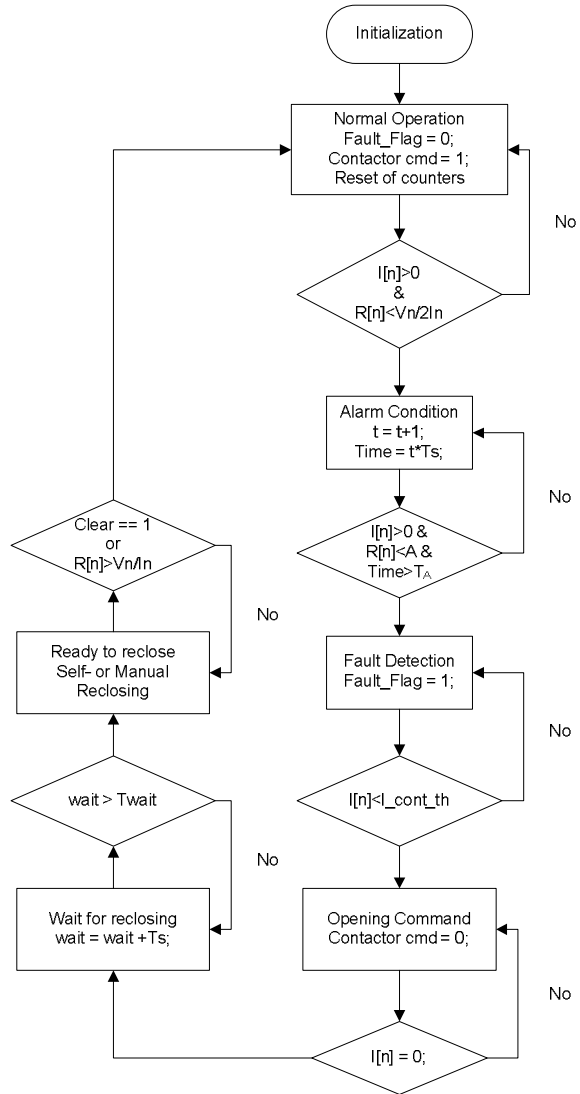 Initialization
Normal Operation
Fault_Flag = 0;
Contactor cmd = 1;
Reset of counters
No
I[n]>0
&
R[n]<Vn/2In
Alarm Condition
t = t+1;
Time = t*Ts;
No
I[n]>0 &
R[n]<A &
Time>TA
Fault Detection
Fault_Flag = 1;
No
I[n]<I_cont_th
Opening Command
Contactor cmd = 0;
No
I[n] = 0;
Wait for reclosing
wait = wait +Ts;
No
wait > Twait
Ready to reclose
Self- or Manual
Reclosing
No
Clear == 1
or
R[n]>Vn/In